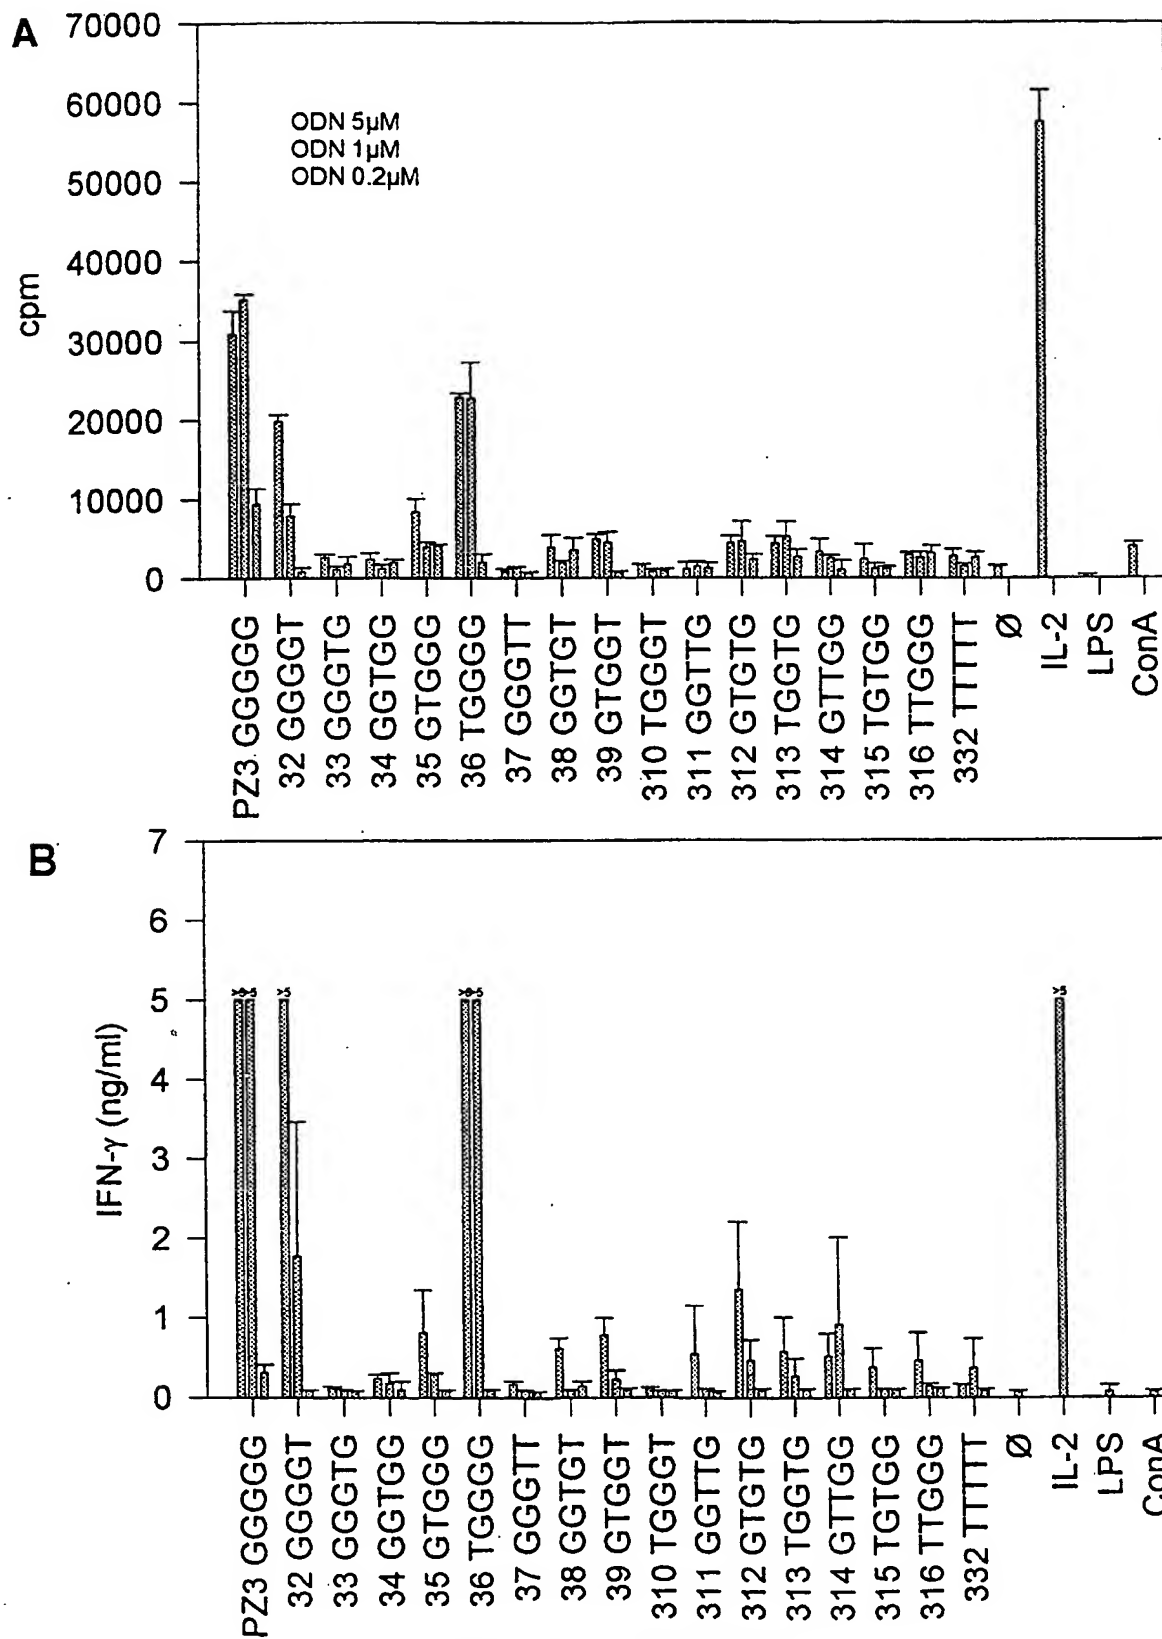 A
70000
60000
50000
40000
30000
20000
10000
0
cpm
ODN 5µM
ODN 1µM
ODN 0.2µM
PZ3 GGGGG
32 GGGGT
33 GGGTG
34 GGTGG
35 GTGGG
36 TGGGG
37 GGGTT
38 GGTGT
39 GTGGT
310 TGGGT
311 GGTTG
312 GTGTG
313 TGGTG
314 GTTGG
315 TGTGG
316 TTGGG
332 TTTTT
Ø
IL-2
LPS
ConA
B
7
6
5
4
3
2
1
0
IFN-γ (ng/ml)
>5
>5
>5
>5
PZ3 GGGGG
32 GGGGT
33 GGGTG
34 GGTGG
35 GTGGG
36 TGGGG
37 GGGTT
38 GGTGT
39 GTGGT
310 TGGGT
311 GGTTG
312 GTGTG
313 TGGTG
314 GTTGG
315 TGTGG
316 TTGGG
332 TTTTT
Ø
IL-2
LPS
ConA